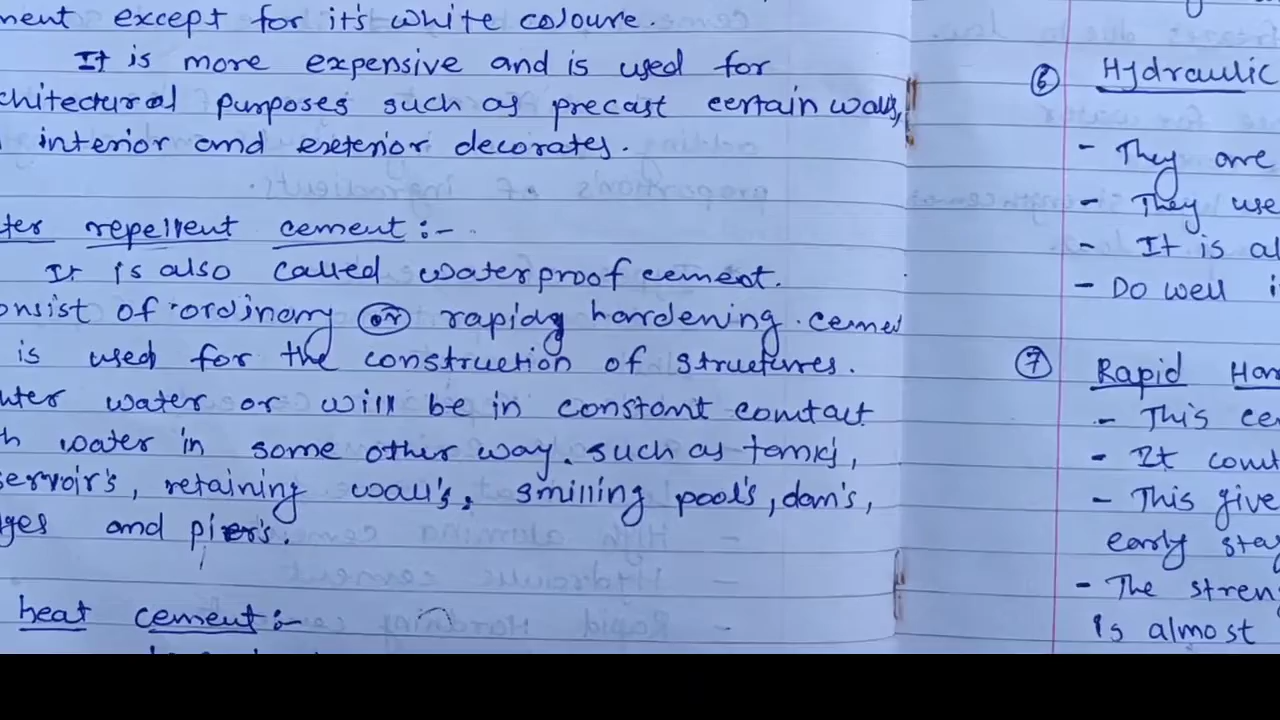 nent except for it's white coloure.
It is more expensive and is used for
chitectural purposes such as precast certain walls,
interior and exterior decorates.
ter repellent cement :-
It is also called waterproof cement.
onsist of ordinary or rapidg hardening cemen
is used for the construction of structures.
nter water or will be in constant contact
h water in some other way. such as tanks,
servoir's, retaining wall's, smilling pool's, dam's,
ges and pier's.
heat cement :-
⑥ Hydraulic
- They are
- They use
- It is al
- Do well i
⑦ Rapid Har
- This ce
- It cont
- This give
early sta
- The stren
Is almost